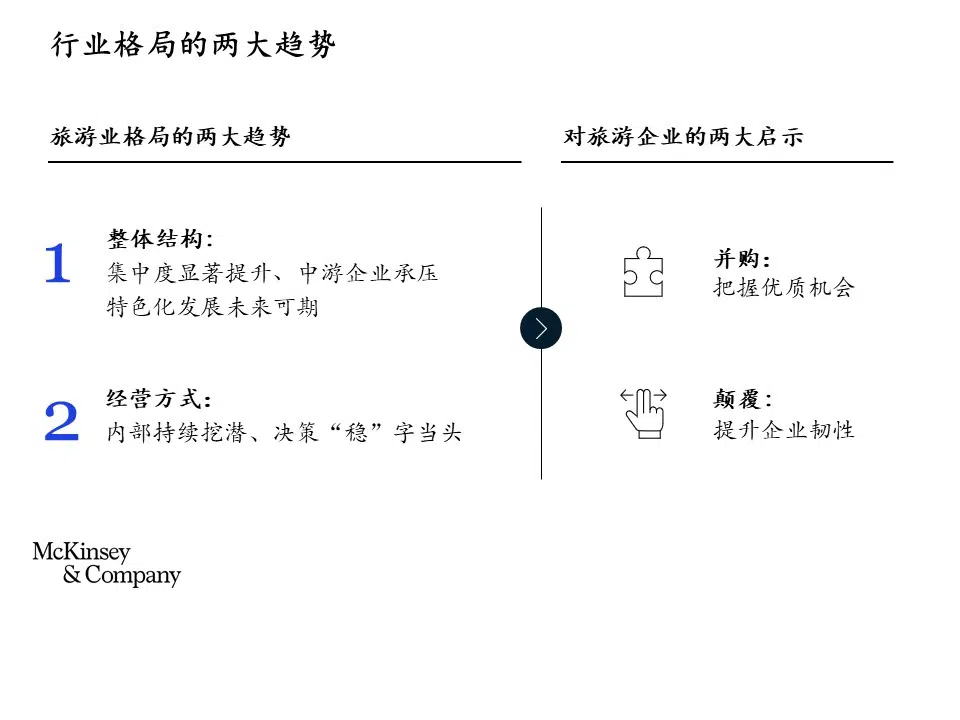 行业格局的两大趋势
旅游业格局的两大趋势
1
整体结构：
集中度显著提升、中游企业承压
特色化发展未来可期
2
经营方式：
内部持续挖潜、决策“稳”字当头
对旅游企业的两大启示
并购：
把握优质机会
颠覆：
提升企业韧性
McKinsey
& Company